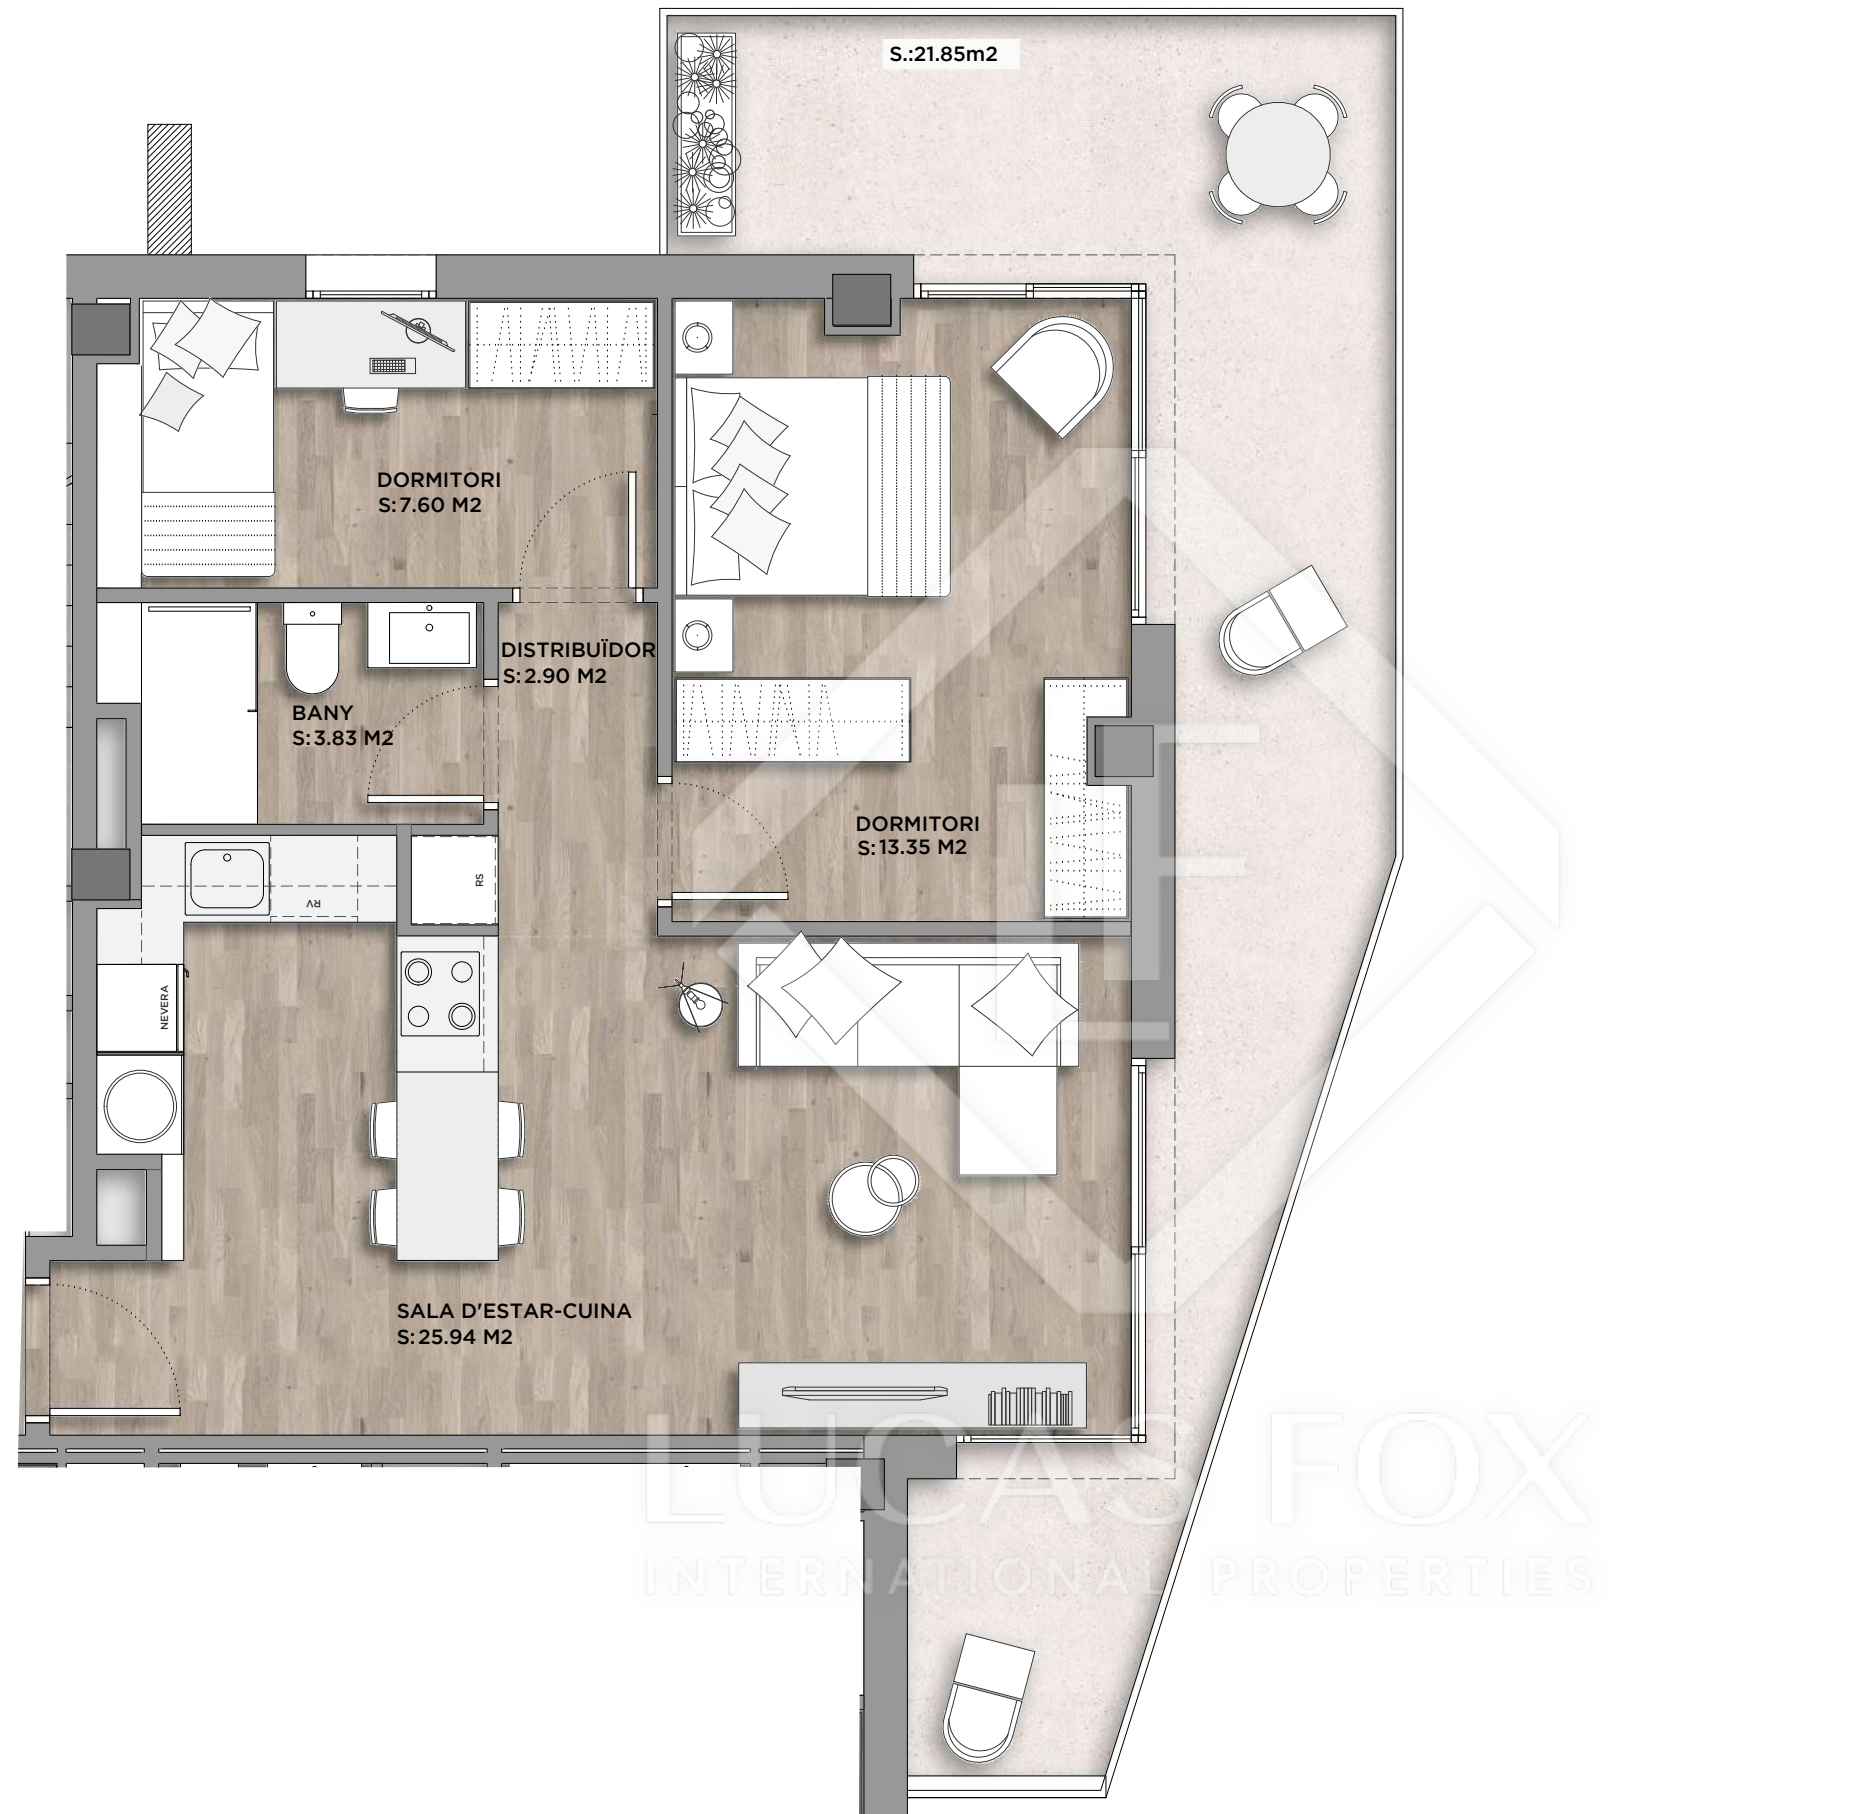 S.:21.85m2
DORMITORI
S:7.60 M2
DISTRIBUÏDOR
S:2.90 M2
BANY
S:3.83 M2
DORMITORI
S:13.35 M2
RS
RV
NEVERA
SALA D'ESTAR-CUINA
S:25.94 M2
LF
LUCAS FOX
INTERNATIONAL PROPERTIES